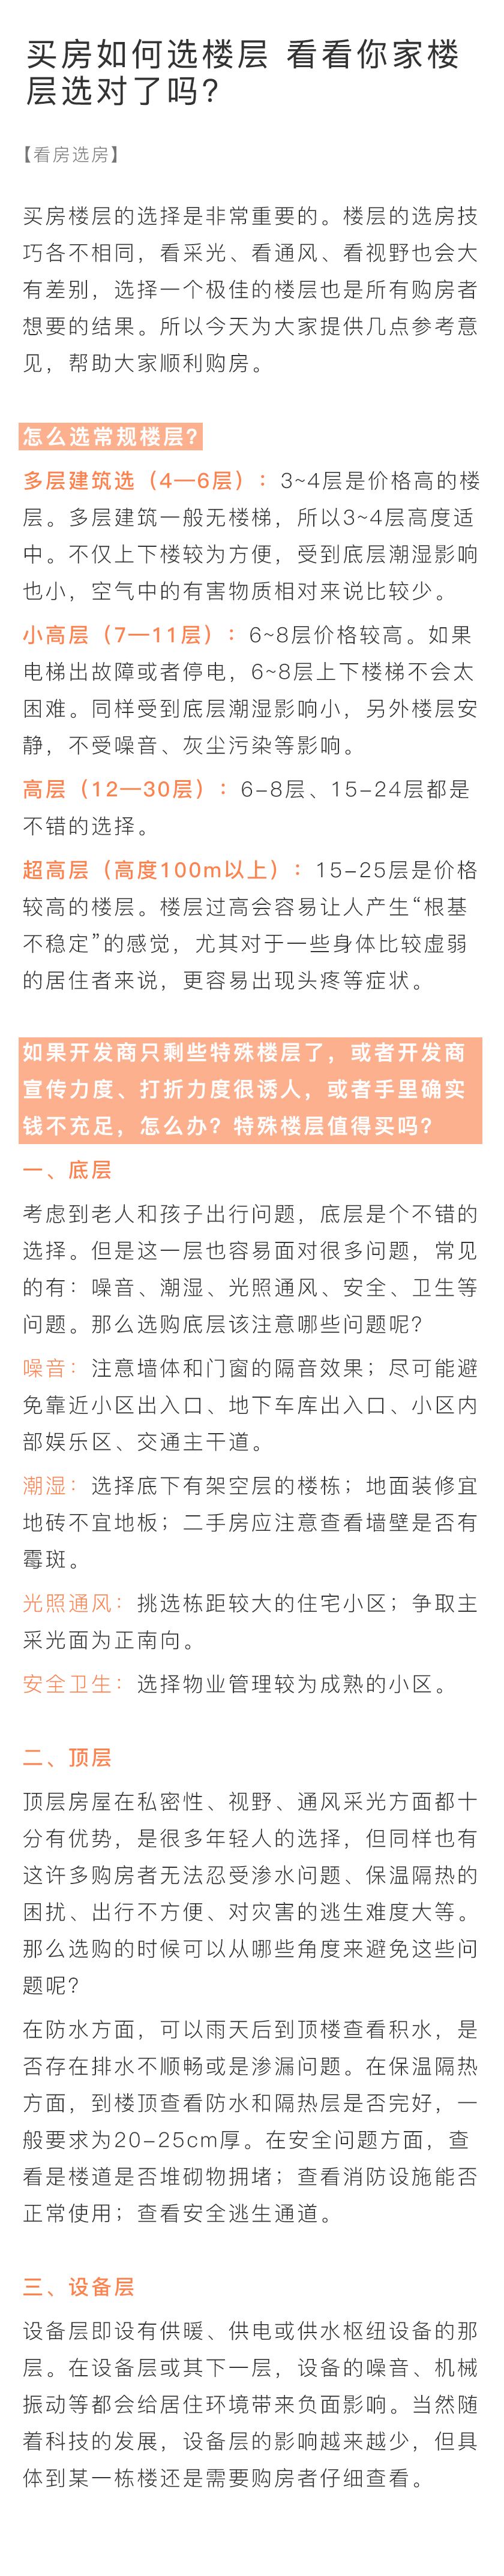 买房如何选楼层 看看你家楼
层选对了吗?
【看房选房】
买房楼层的选择是非常重要的。楼层的选房技
巧各不相同，看采光、看通风、看视野也会大
有差别，选择一个极佳的楼层也是所有购房者
想要的结果。所以今天为大家提供几点参考意
见，帮助大家顺利购房。
怎么选常规楼层?
多层建筑选（4—6层）：3~4层是价格高的楼
层。多层建筑一般无楼梯，所以3~4层高度适
中。不仅上下楼较为方便，受到底层潮湿影响
也小，空气中的有害物质相对来说比较少。
小高层（7—11层）：6~8层价格较高。如果
电梯出故障或者停电，6~8层上下楼梯不会太
困难。同样受到底层潮湿影响小，另外楼层安
静，不受噪音、灰尘污染等影响。
高层（12—30层）：6-8层、15-24层都是
不错的选择。
超高层（高度100m以上）：15-25层是价格
较高的楼层。楼层过高会容易让人产生“根基
不稳定”的感觉，尤其对于一些身体比较虚弱
的居住者来说，更容易出现头疼等症状。
如果开发商只剩些特殊楼层了，或者开发商
宣传力度、打折力度很诱人，或者手里确实
钱不充足，怎么办？特殊楼层值得买吗?
一、底层
考虑到老人和孩子出行问题，底层是个不错的
选择。但是这一层也容易面对很多问题，常见
的有：噪音、潮湿、光照通风、安全、卫生等
问题。那么选购底层该注意哪些问题呢?
噪音：注意墙体和门窗的隔音效果；尽可能避
免靠近小区出入口、地下车库出入口、小区内
部娱乐区、交通主干道。
潮湿：选择底下有架空层的楼栋；地面装修宜
地砖不宜地板；二手房应注意查看墙壁是否有
霉斑。
光照通风：挑选栋距较大的住宅小区；争取主
采光面为正南向。
安全卫生：选择物业管理较为成熟的小区。
二、顶层
顶层房屋在私密性、视野、通风采光方面都十
分有优势，是很多年轻人的选择，但同样也有
这许多购房者无法忍受渗水问题、保温隔热的
困扰、出行不方便、对灾害的逃生难度大等。
那么选购的时候可以从哪些角度来避免这些问
题呢?
在防水方面，可以雨天后到顶楼查看积水，是
否存在排水不顺畅或是渗漏问题。在保温隔热
方面，到楼顶查看防水和隔热层是否完好，一
般要求为20-25cm厚。在安全问题方面，查
看是楼道是否堆砌物拥堵；查看消防设施能否
正常使用；查看安全逃生通道。
三、设备层
设备层即设有供暖、供电或供水枢纽设备的那
层。在设备层或其下一层，设备的噪音、机械
振动等都会给居住环境带来负面影响。当然随
着科技的发展，设备层的影响越来越少，但具
体到某一栋楼还是需要购房者仔细查看。